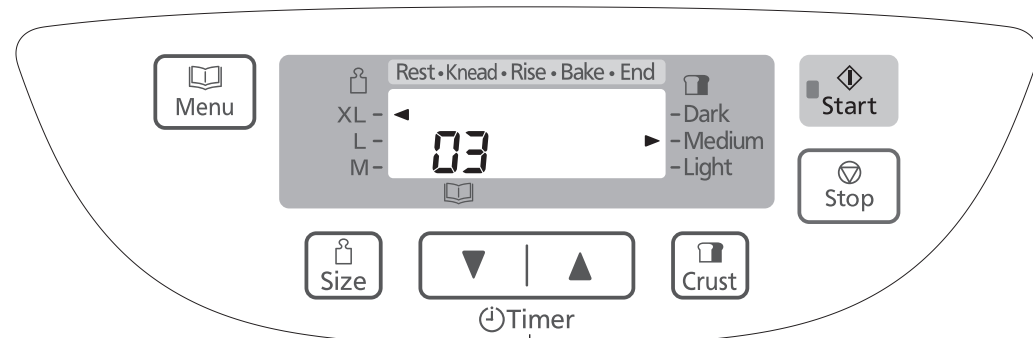 Menu
Rest•Knead•Rise•Bake•End
XL
L
M
03
Dark
Medium
Light
Start
Stop
Size
Crust
Timer